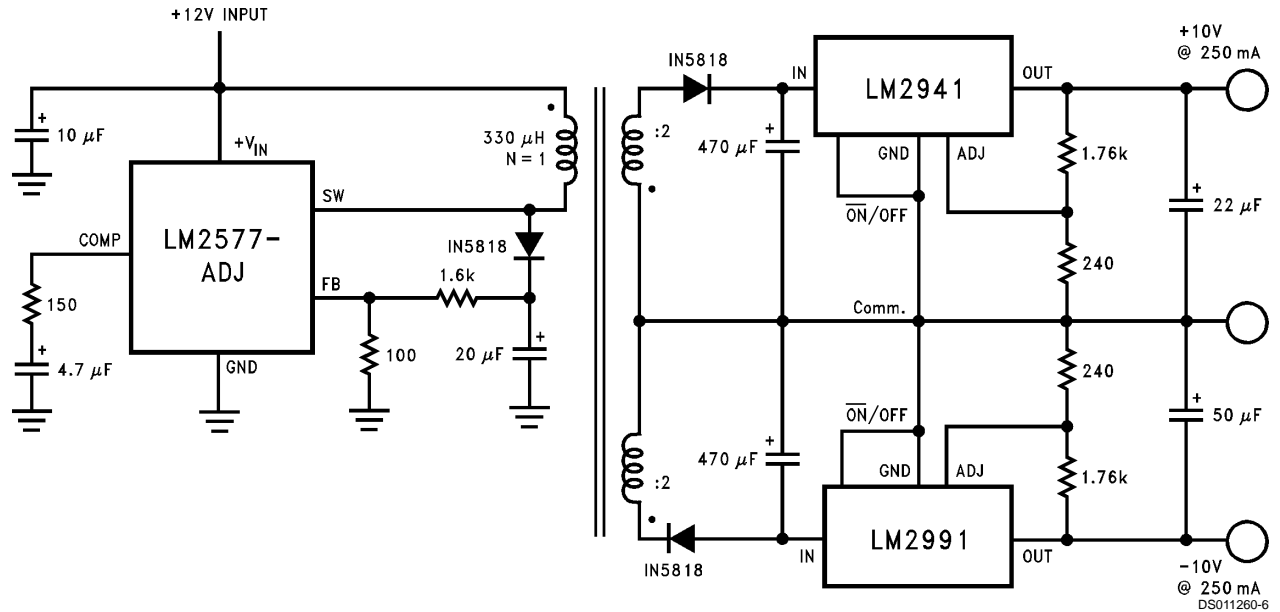 +12V INPUT
+
10 μF
+VIN
SW
COMP
LM2577-
ADJ
FB
GND
150
+
4.7 μF
330 μH
N = 1
IN5818
1.6k
100
20 μF
+
:2
:2
IN5818
470 μF
+
IN
LM2941
OUT
GND
ADJ
ON/OFF
1.76k
240
+
22 μF
+10V
@ 250 mA
Comm.
240
1.76k
+
50 μF
ON/OFF
GND
ADJ
470 μF
+
IN
LM2991
OUT
IN5818
-10V
@ 250 mA
DS011260-6